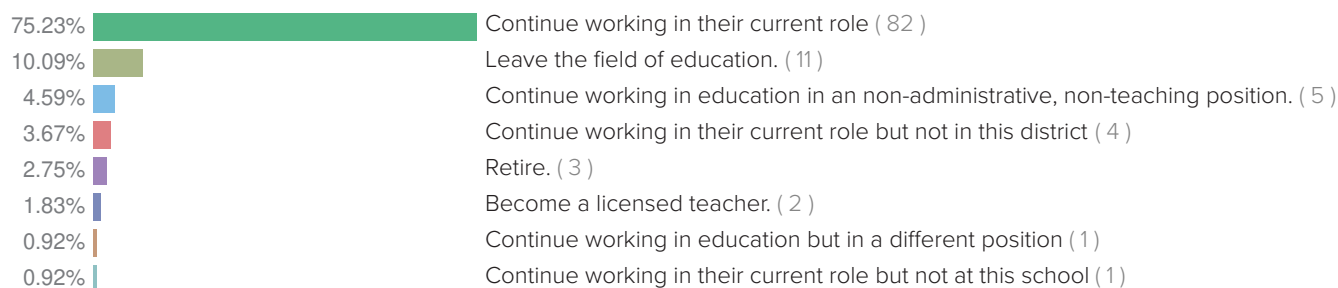 75.23% Continue working in their current role ( 82 )
10.09% Leave the field of education. ( 11 )
4.59% Continue working in education in an non-administrative, non-teaching position. ( 5 )
3.67% Continue working in their current role but not in this district ( 4 )
2.75% Retire. ( 3 )
1.83% Become a licensed teacher. ( 2 )
0.92% Continue working in education but in a different position ( 1 )
0.92% Continue working in their current role but not at this school ( 1 )